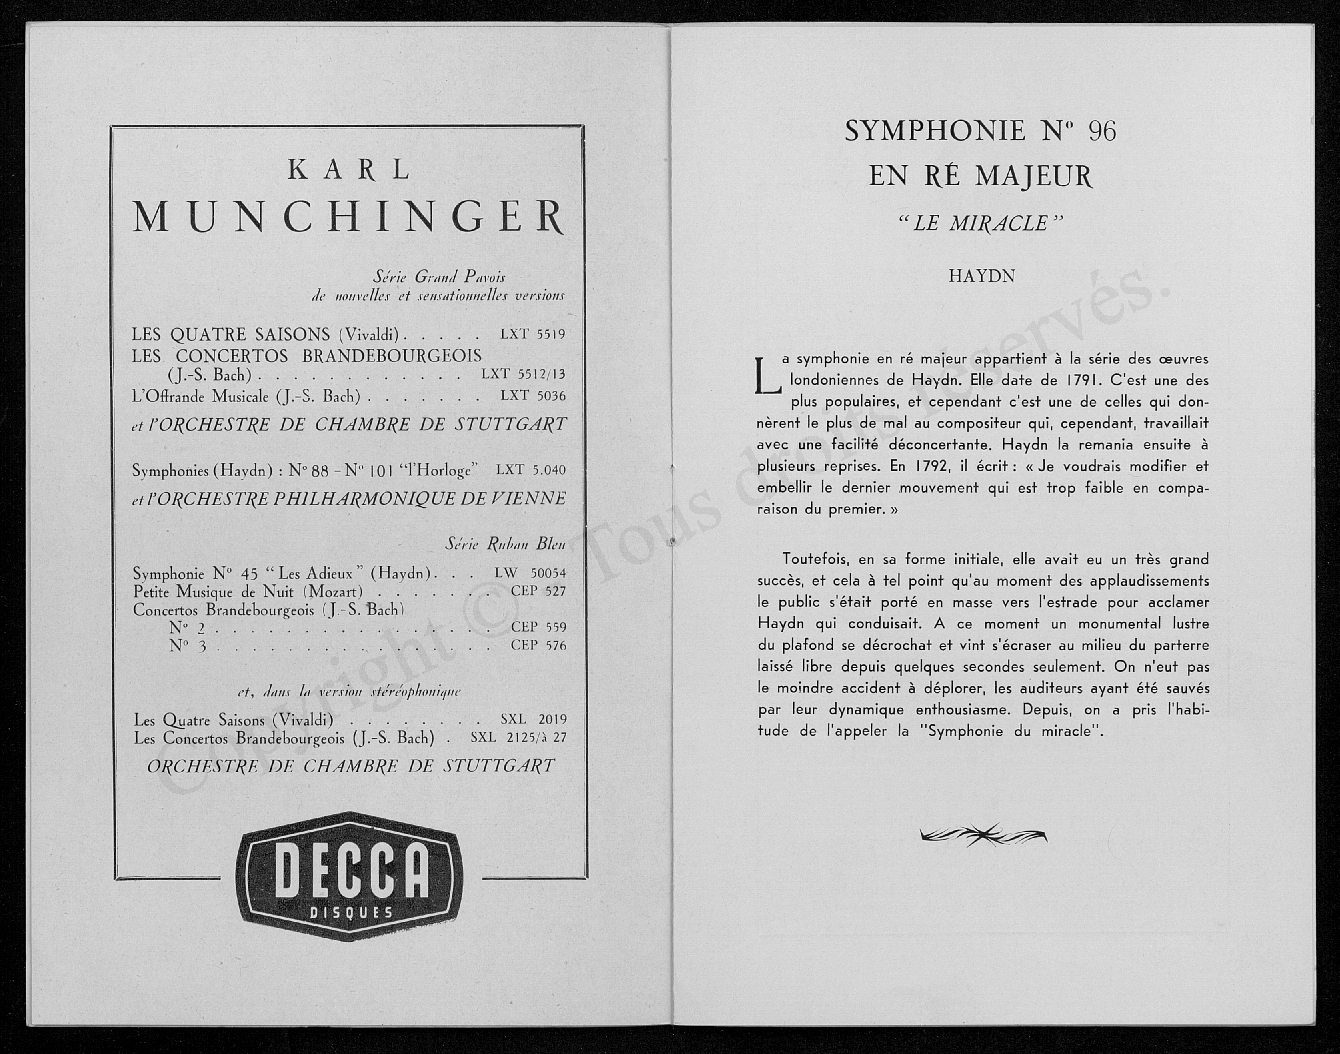 KARL
MUNCHINGER
Série Grand Pavois
de nouvelles et sensationnelles versions
LES QUATRE SAISONS (Vivaldi) . . . . . LXT 5519
LES CONCERTOS BRANDEBOURGEOIS
(J.-S. Bach) . . . . . . . . . . . . LXT 5512/13
L'Offrande Musicale (J.-S. Bach) . . . . . . . LXT 5036
et l'ORCHESTRE DE CHAMBRE DE STUTTGART
Symphonies (Haydn) : Nº 88 - Nº 101 "l'Horloge" LXT 5.040
et l'ORCHESTRE PHILHARMONIQUE DE VIENNE
Série Ruban Bleu
Symphonie Nº 45 "Les Adieux" (Haydn) . . . LW 50054
Petite Musique de Nuit (Mozart) . . . . . . . CEP 527
Concertos Brandebourgeois (J.-S. Bach)
Nº 2 . . . . . . . . . . . . . . . . CEP 559
Nº 3 . . . . . . . . . . . . . . . . CEP 576
et, dans la version stéréophonique
Les Quatre Saisons (Vivaldi) . . . . . . . . SXL 2019
Les Concertos Brandebourgeois (J.-S. Bach) . SXL 2125/à 27
ORCHESTRE DE CHAMBRE DE STUTTGART
DECCA
DISQUES
SYMPHONIE Nº 96
EN RÉ MAJEUR
"LE MIRACLE"
HAYDN
La symphonie en ré majeur appartient à la série des œuvres
londoniennes de Haydn. Elle date de 1791. C'est une des
plus populaires, et cependant c'est une de celles qui don-
nèrent le plus de mal au compositeur qui, cependant, travaillait
avec une facilité déconcertante. Haydn la remania ensuite à
plusieurs reprises. En 1792, il écrit : « Je voudrais modifier et
embellir le dernier mouvement qui est trop faible en compa-
raison du premier. »
Toutefois, en sa forme initiale, elle avait eu un très grand
succès, et cela à tel point qu'au moment des applaudissements
le public s'était porté en masse vers l'estrade pour acclamer
Haydn qui conduisait. A ce moment un monumental lustre
du plafond se décrochat et vint s'écraser au milieu du parterre
laissé libre depuis quelques secondes seulement. On n'eut pas
le moindre accident à déplorer, les auditeurs ayant été sauvés
par leur dynamique enthousiasme. Depuis, on a pris l'habi-
tude de l'appeler la "Symphonie du miracle".
Copyright © Tous droits réservés.